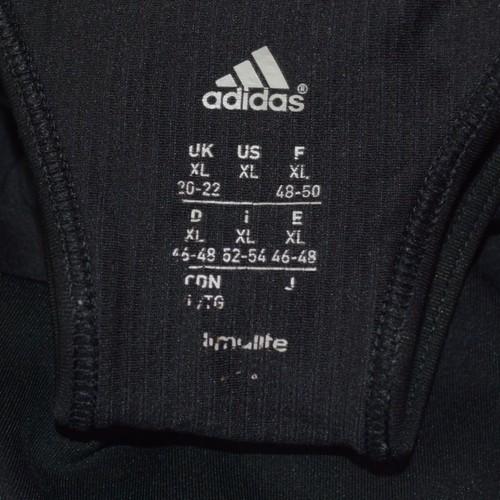 adidas®
UK US F
XL XL XL
20-22 48-50
D i E
XL XL XL
46-48 52-54 46-48
CDN J
/TG